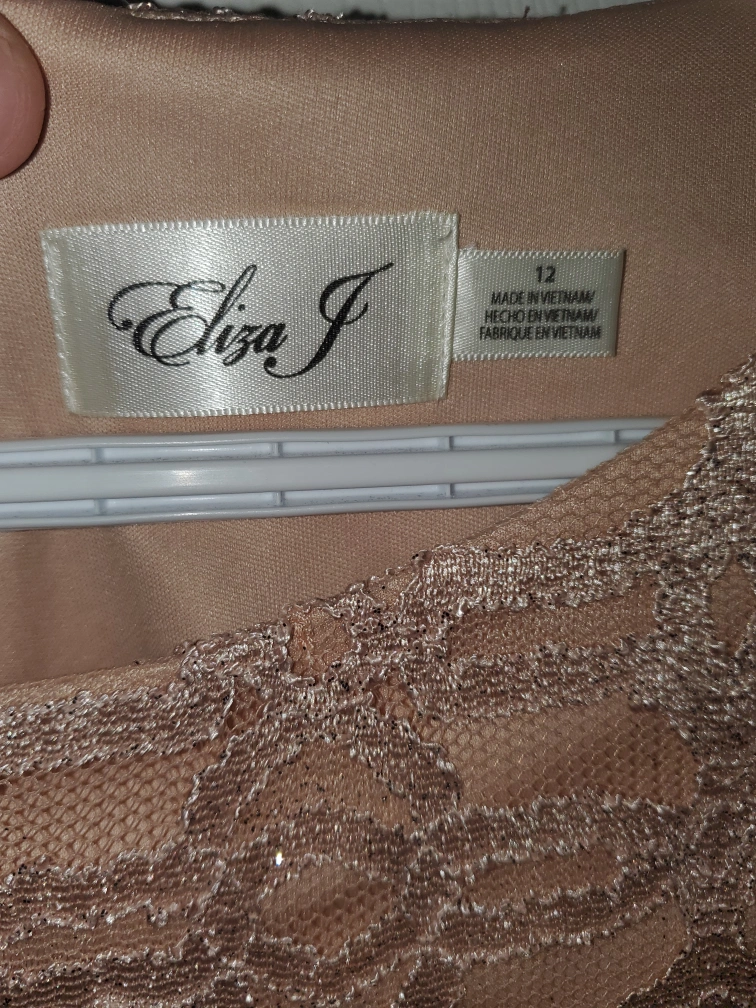 Eliza J
12
MADE IN VIETNAM/
HECHO EN VIETNAM/
FABRIQUE EN VIETNAM